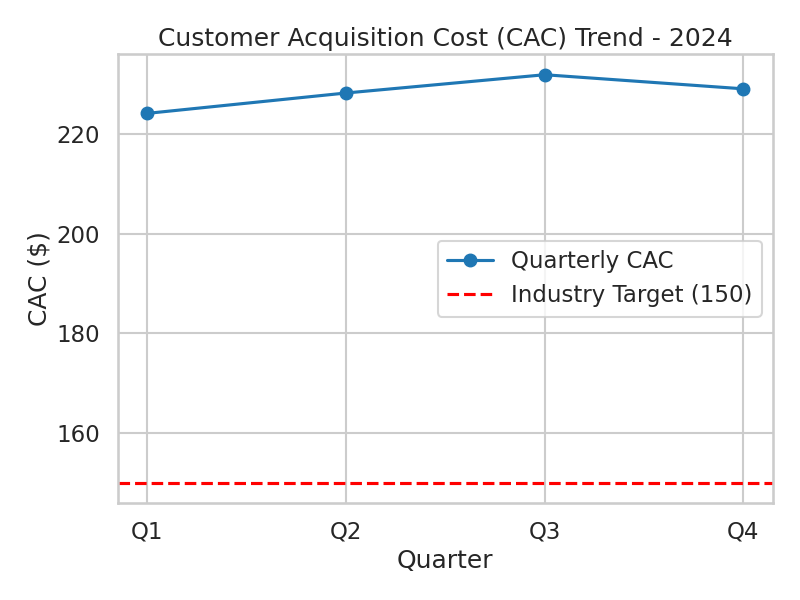 Customer Acquisition Cost (CAC) Trend - 2024
CAC ($)
220
200
180
160
Quarterly CAC
Industry Target (150)
Q1 Q2 Q3 Q4
Quarter